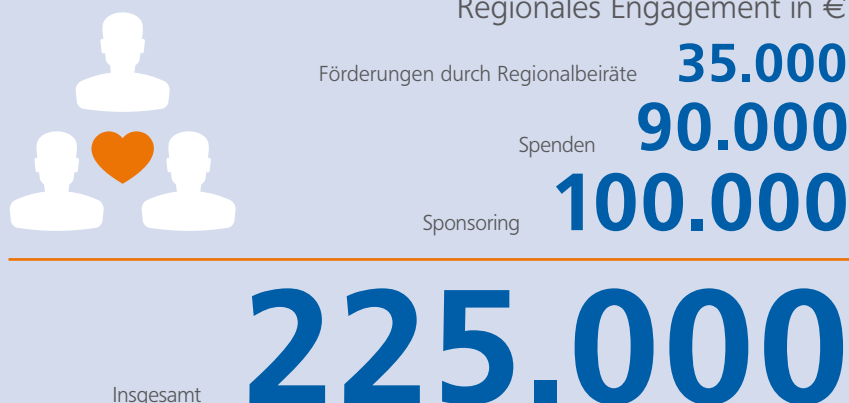 Regionales Engagement in €
Förderungen durch Regionalbeiräte 35.000
Spenden 90.000
Sponsoring 100.000
Insgesamt 225.000